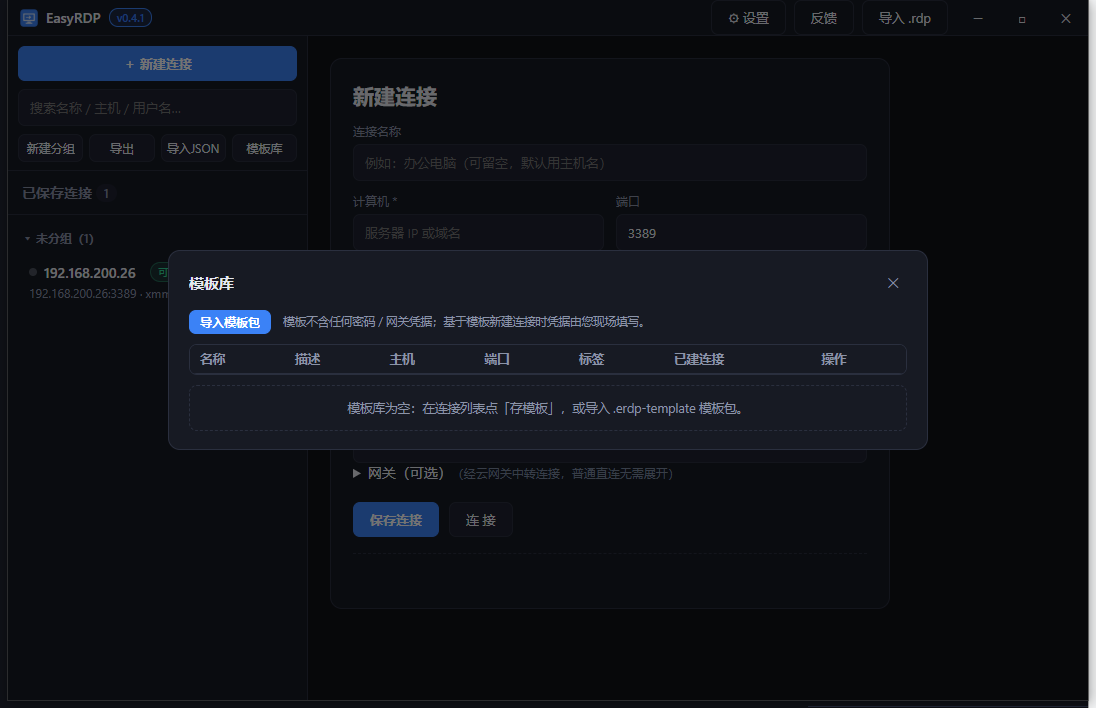 EasyRDP v0.4.1 ⚙ 设置 反馈 导入 .rdp
+ 新建连接
搜索名称 / 主机 / 用户名...
新建分组 导出 导入JSON 模板库
已保存连接 1
未分组 (1)
192.168.200.26 可
192.168.200.26:3389 · xmm
新建连接
连接名称
例如：办公电脑（可留空，默认用主机名）
计算机 * 端口
服务器 IP 或域名 3389
模板库
导入模板包 模板不含任何密码 / 网关凭据；基于模板新建连接时凭据由您现场填写。
名称 描述 主机 端口 标签 已建连接 操作
模板库为空：在连接列表点「存模板」，或导入 .erdp-template 模板包。
网关（可选） (经云网关中转连接，普通直连无需展开)
保存连接 连 接